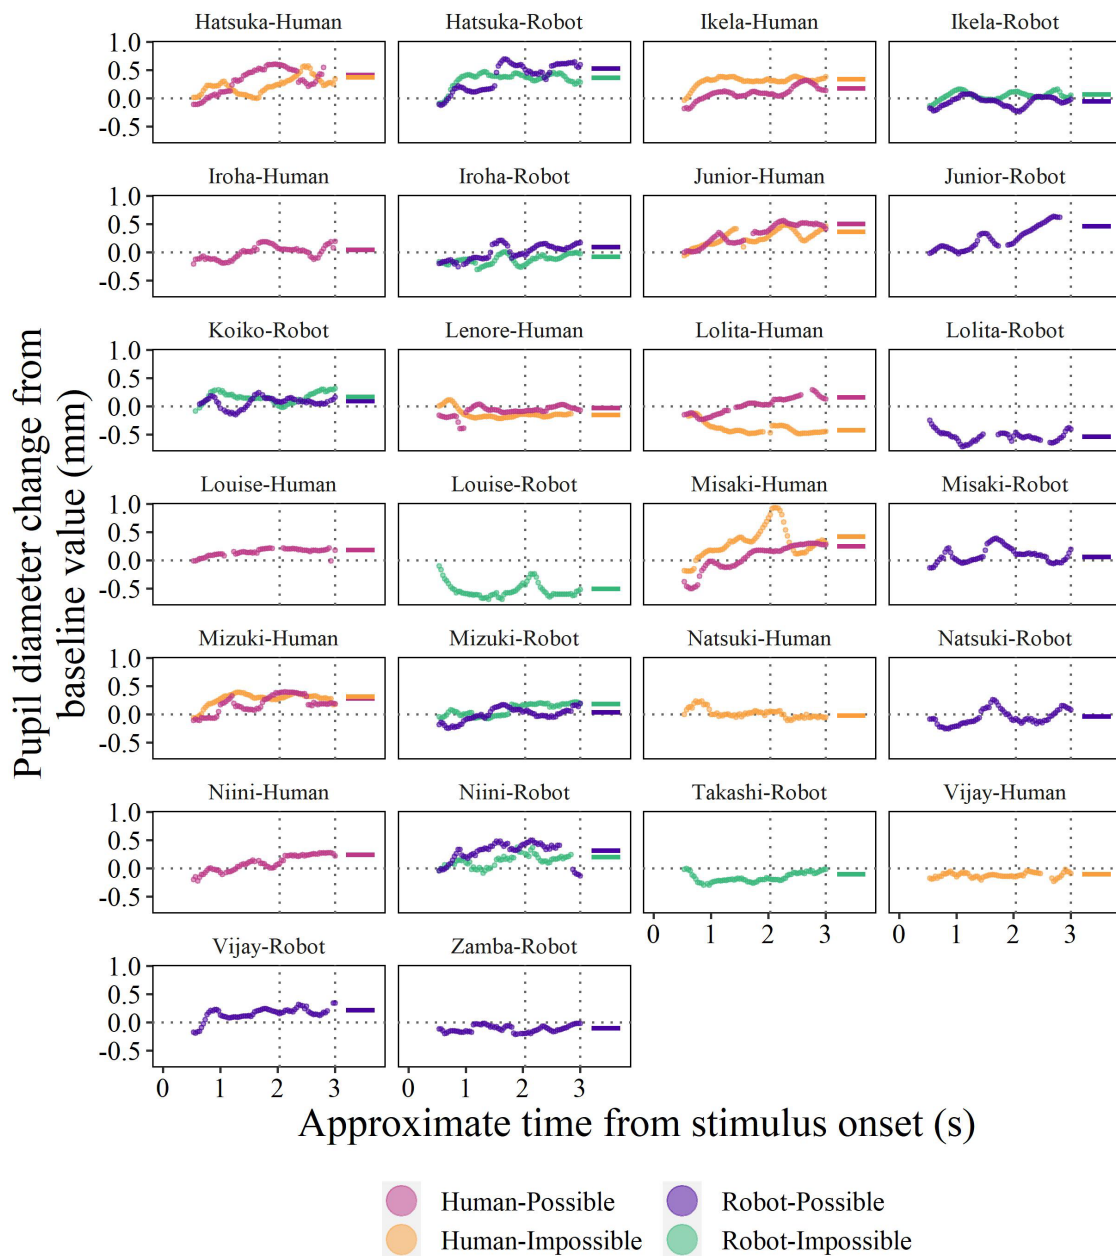 Hatsuka-Human Hatsuka-Robot Ikela-Human Ikela-Robot
1.0
0.5
0.0
-0.5
Iroha-Human Iroha-Robot Junior-Human Junior-Robot
1.0
0.5
0.0
-0.5
Koiko-Robot Lenore-Human Lolita-Human Lolita-Robot
1.0
0.5
0.0
-0.5
Louise-Human Louise-Robot Misaki-Human Misaki-Robot
1.0
0.5
0.0
-0.5
Mizuki-Human Mizuki-Robot Natsuki-Human Natsuki-Robot
1.0
0.5
0.0
-0.5
Niini-Human Niini-Robot Takashi-Robot Vijay-Human
1.0
0.5
0.0
-0.5
0 1 2 3 0 1 2 3
Vijay-Robot Zamba-Robot
1.0
0.5
0.0
-0.5
0 1 2 3 0 1 2 3
Pupil diameter change from
baseline value (mm)
Approximate time from stimulus onset (s)
Human-Possible Robot-Possible
Human-Impossible Robot-Impossible